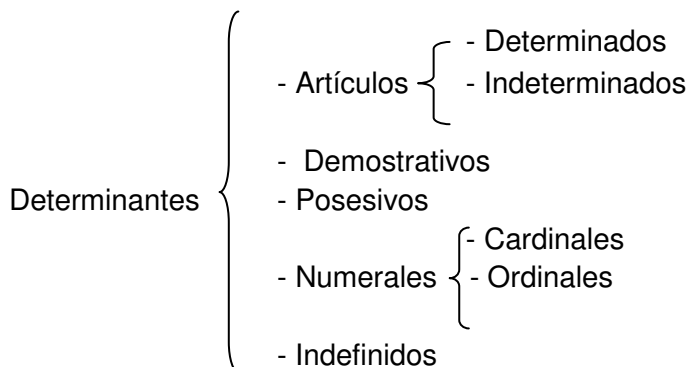 - Determinados
- Artículos - Indeterminados
- Demostrativos
Determinantes - Posesivos
- Cardinales
- Numerales - Ordinales
- Indefinidos